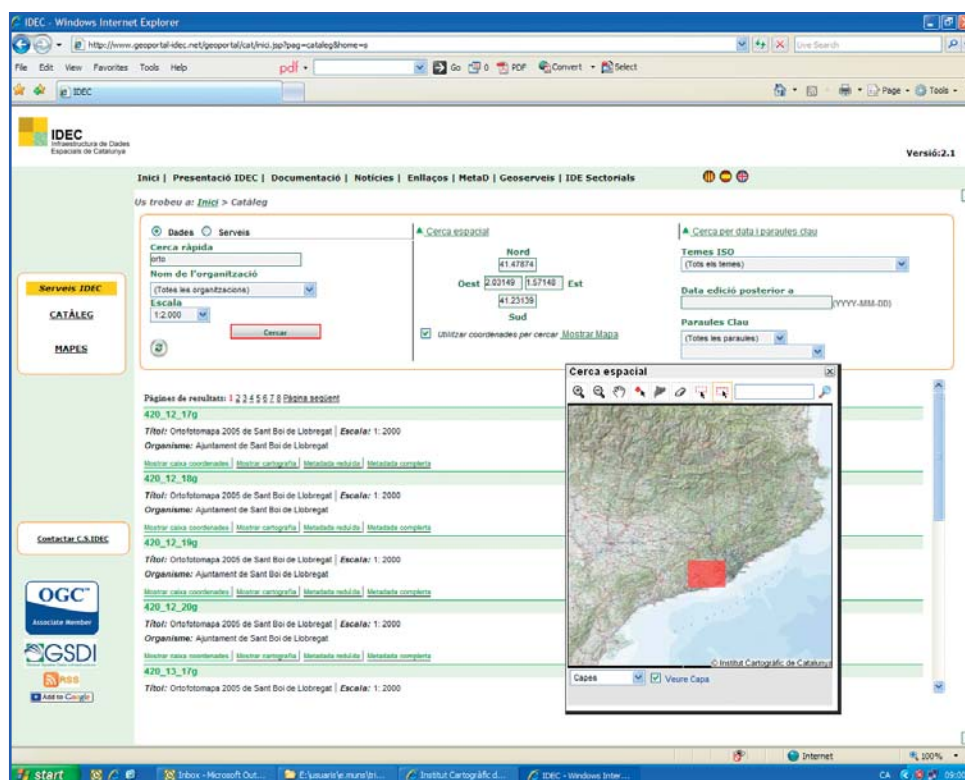 IDEC - Windows Internet Explorer
http://www.geoportal-idec.net/geoportal/cat/inici.jsp?pag=cataleg&home=s
Live Search
File Edit View Favorites Tools Help
pdf
Go 0 PDF Convert Select
IDEC
Page Tools
IDEC
Infraestructura de Dades
Espacials de Catalunya
Versió:2.1
Inici | Presentació IDEC | Documentació | Notícies | Enllaços | MetaD | Geoserveis | IDE Sectorials
Us trobeu a: Inici > Catàleg
Dades Serveis
Cerca ràpida
orto
Nom de l'organització
(Totes les organitzacions)
Escala
1:2.000
Cercar
Cerca espacial
Nord
41.47874
Oest 2.03149 1.57148 Est
41.23139
Sud
Utilitzar coordenades per cercar Mostrar Mapa
Cerca per data i paraules clau
Temes ISO
(Tots els temes)
Data edició posterior a
(YYYY-MM-DD)
Paraules Clau
(Totes les paraules)
Serveis IDEC
CATÀLEG
MAPES
Contactar C.S.IDEC
OGC
Associate Member
GSDI
RSS
Add to Google
Pàgines de resultats: 1 2 3 4 5 6 7 8 Pàgina següent
420_12_17g
Títol: Ortofotomapa 2005 de Sant Boi de Llobregat | Escala: 1: 2000
Organisme: Ajuntament de Sant Boi de Llobregat
Mostrar caixa coordenades | Mostrar cartografia | Metadada reduïda | Metadada completa
420_12_18g
Títol: Ortofotomapa 2005 de Sant Boi de Llobregat | Escala: 1: 2000
Organisme: Ajuntament de Sant Boi de Llobregat
Mostrar caixa coordenades | Mostrar cartografia | Metadada reduïda | Metadada completa
420_12_19g
Títol: Ortofotomapa 2005 de Sant Boi de Llobregat | Escala: 1: 2000
Organisme: Ajuntament de Sant Boi de Llobregat
Mostrar caixa coordenades | Mostrar cartografia | Metadada reduïda | Metadada completa
420_12_20g
Títol: Ortofotomapa 2005 de Sant Boi de Llobregat | Escala: 1: 2000
Organisme: Ajuntament de Sant Boi de Llobregat
Mostrar caixa coordenades | Mostrar cartografia | Metadada reduïda | Metadada completa
420_13_17g
Títol: Ortofotomapa 2005 de Sant Boi de Llobregat | Escala: 1: 2000
Cerca espacial
© Institut Cartogràfic de Catalunya
Capes Veure Capa
Internet 100%
start
Inbox - Microsoft Out...
E:\usuaris\e.muns\tri...
Institut Cartogràfic d...
IDEC - Windows Inter...
CA 09:00